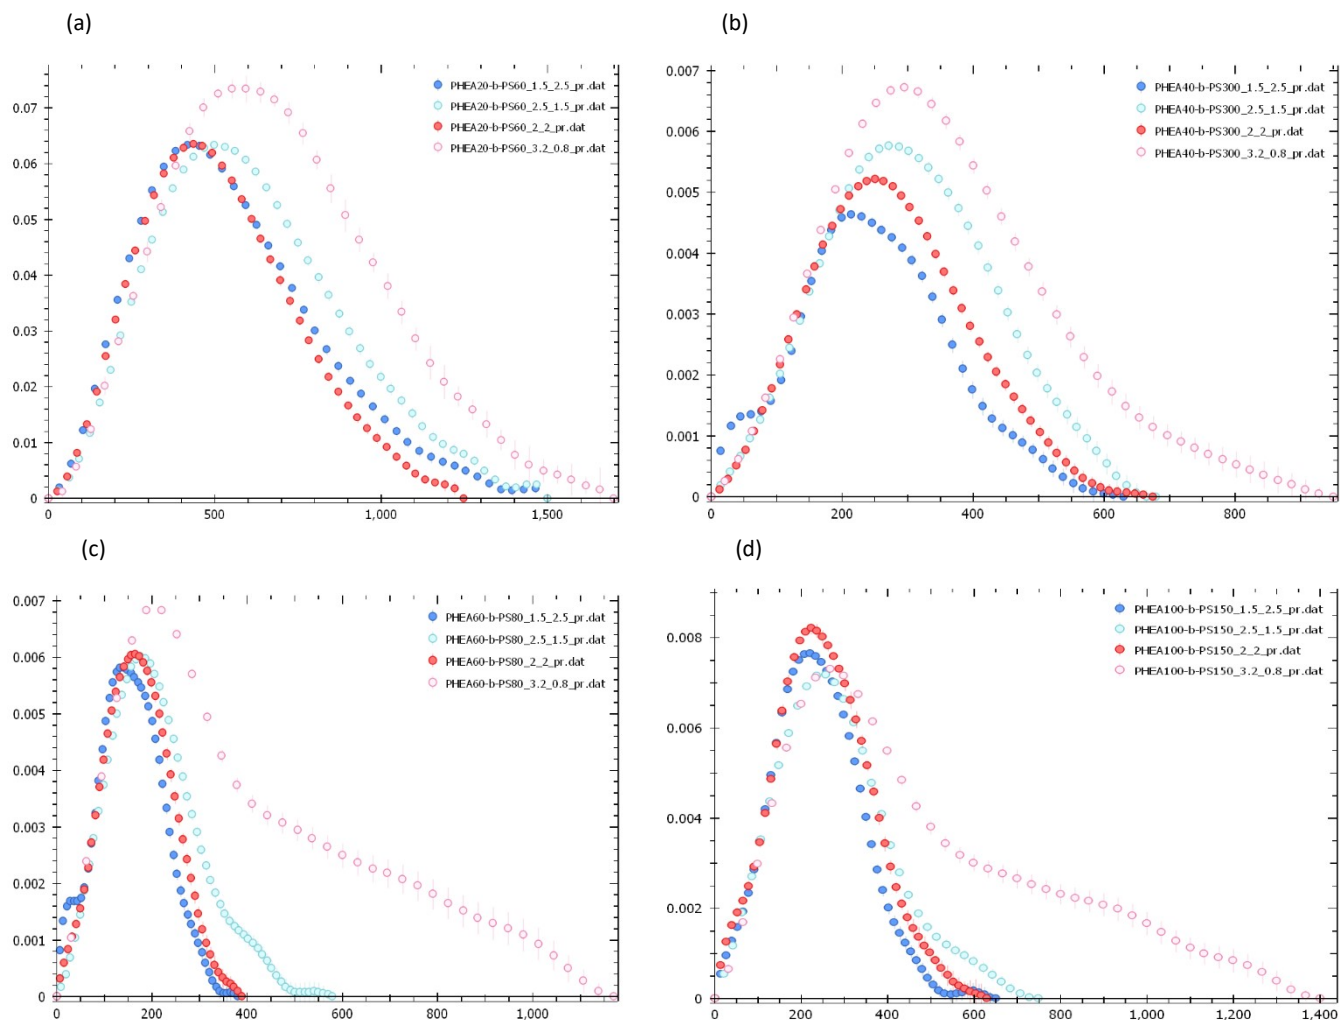 (a)
PHEA20-b-PS60_1.5_2.5_pr.dat
PHEA20-b-PS60_2.5_1.5_pr.dat
PHEA20-b-PS60_2_2_pr.dat
PHEA20-b-PS60_3.2_0.8_pr.dat
0.07
0.06
0.05
0.04
0.03
0.02
0.01
0
0 500 1,000 1,500
(b)
PHEA40-b-PS300_1.5_2.5_pr.dat
PHEA40-b-PS300_2.5_1.5_pr.dat
PHEA40-b-PS300_2_2_pr.dat
PHEA40-b-PS300_3.2_0.8_pr.dat
0.007
0.006
0.005
0.004
0.003
0.002
0.001
0
0 200 400 600 800
(c)
PHEA60-b-PS80_1.5_2.5_pr.dat
PHEA60-b-PS80_2.5_1.5_pr.dat
PHEA60-b-PS80_2_2_pr.dat
PHEA60-b-PS80_3.2_0.8_pr.dat
0.007
0.006
0.005
0.004
0.003
0.002
0.001
0
0 200 400 600 800 1,000
(d)
PHEA100-b-PS150_1.5_2.5_pr.dat
PHEA100-b-PS150_2.5_1.5_pr.dat
PHEA100-b-PS150_2_2_pr.dat
PHEA100-b-PS150_3.2_0.8_pr.dat
0.008
0.006
0.004
0.002
0
0 200 400 600 800 1,000 1,200 1,400